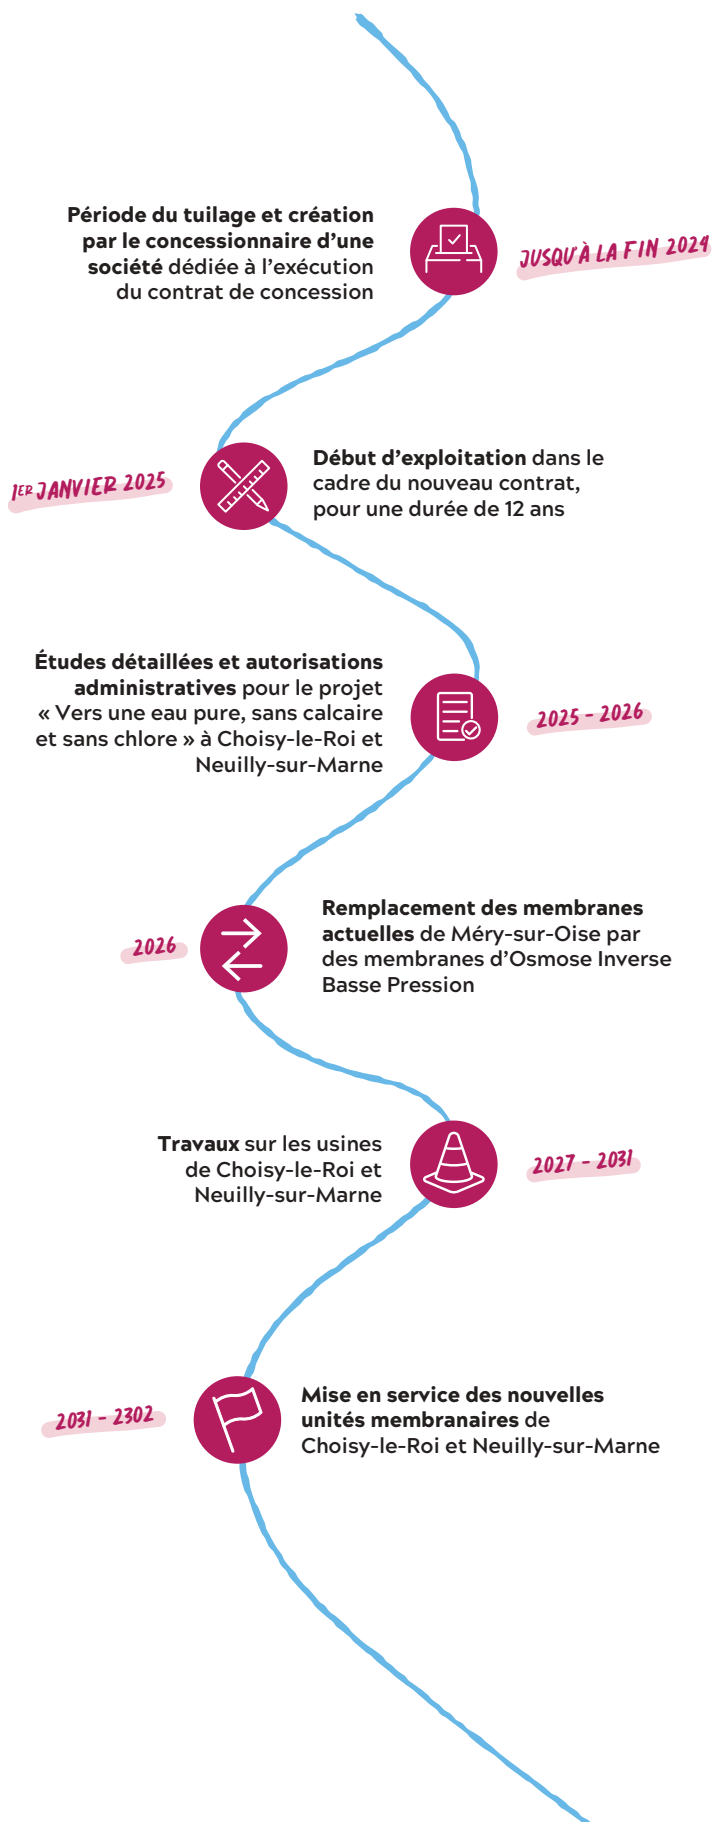 Période du tuilage et création
par le concessionnaire d’une
société dédiée à l’exécution
du contrat de concession
JUSQU’À LA FIN 2024
1ER JANVIER 2025
Début d’exploitation dans le
cadre du nouveau contrat,
pour une durée de 12 ans
Études détaillées et autorisations
administratives pour le projet
« Vers une eau pure, sans calcaire
et sans chlore » à Choisy-le-Roi et
Neuilly-sur-Marne
2025 - 2026
2026
Remplacement des membranes
actuelles de Méry-sur-Oise par
des membranes d’Osmose Inverse
Basse Pression
Travaux sur les usines
de Choisy-le-Roi et
Neuilly-sur-Marne
2027 - 2031
2031 - 2302
Mise en service des nouvelles
unités membranaires de
Choisy-le-Roi et Neuilly-sur-Marne